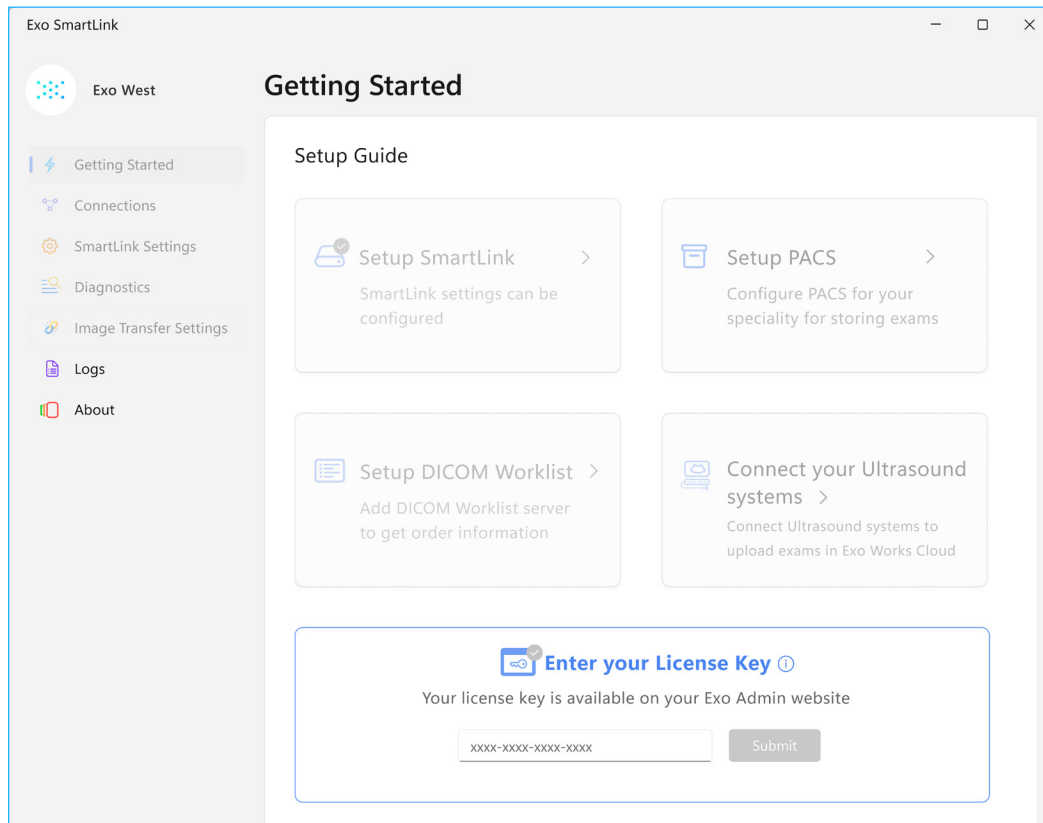 Exo SmartLink
Exo West
Getting Started
Connections
SmartLink Settings
Diagnostics
Image Transfer Settings
Logs
About
Getting Started
Setup Guide
Setup SmartLink
SmartLink settings can be
configured
Setup PACS
Configure PACS for your
speciality for storing exams
Setup DICOM Worklist
Add DICOM Worklist server
to get order information
Connect your Ultrasound
systems
Connect Ultrasound systems to
upload exams in Exo Works Cloud
Enter your License Key
Your license key is available on your Exo Admin website
xxxx-xxxx-xxxx-xxxx
Submit